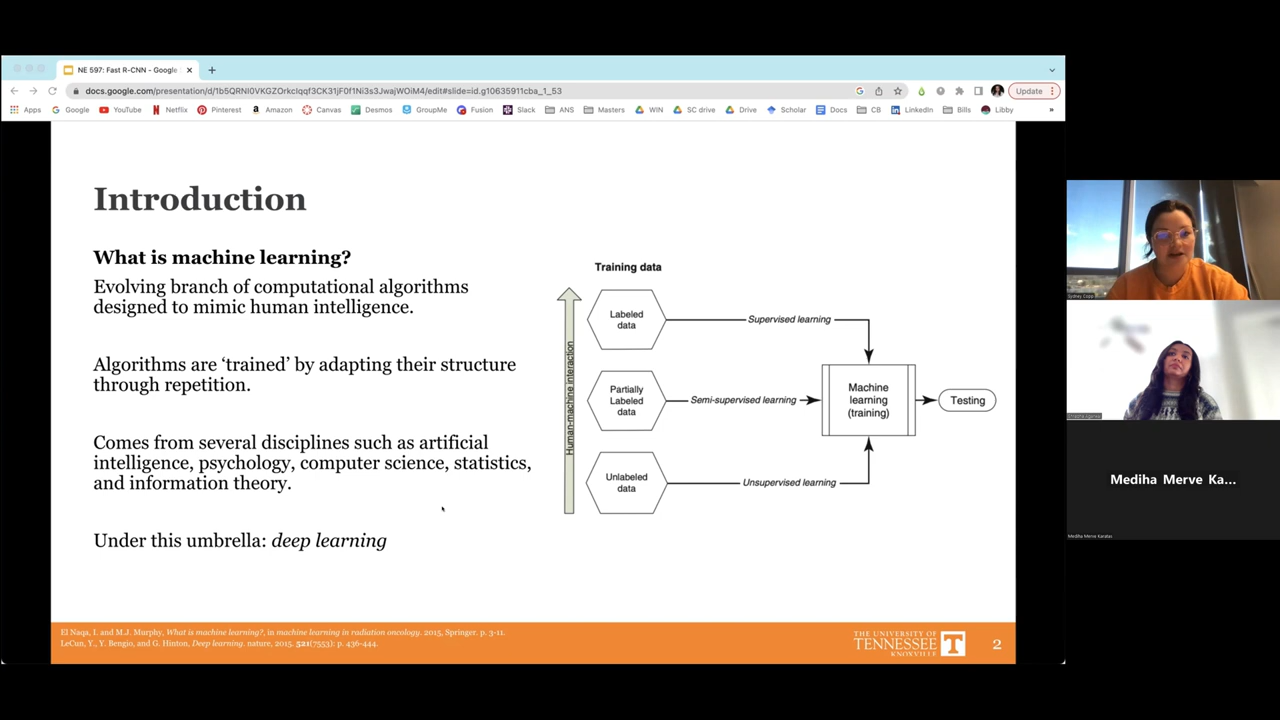 NE 597: Fast R-CNN - Google
docs.google.com/presentation/d/1b5QRNI0VKGZOrkcIqqf3CK31jF0f1Ni3s3JwajWOiM4/edit#slide=id.g10635911cba_1_53
Update
Apps Google YouTube Netflix Pinterest Amazon Canvas Desmos GroupMe Fusion Slack ANS Masters WIN SC drive Drive Scholar Docs CB LinkedIn Bills Libby »
Introduction
What is machine learning?
Evolving branch of computational algorithms
designed to mimic human intelligence.
Algorithms are ‘trained’ by adapting their structure
through repetition.
Comes from several disciplines such as artificial
intelligence, psychology, computer science, statistics,
and information theory.
Under this umbrella: deep learning
Training data
Human-machine interaction
Labeled
data
Supervised learning
Partially
Labeled
data
Semi-supervised learning
Unlabeled
data
Unsupervised learning
Machine
learning
(training)
Testing
El Naqa, I. and M.J. Murphy, What is machine learning?, in machine learning in radiation oncology. 2015, Springer. p. 3-11.
LeCun, Y., Y. Bengio, and G. Hinton, Deep learning. nature, 2015. 521(7553): p. 436-444.
THE UNIVERSITY OF
TENNESSEE
KNOXVILLE
T
2
Mediha Merve Ka...
Mediha Merve Karatas